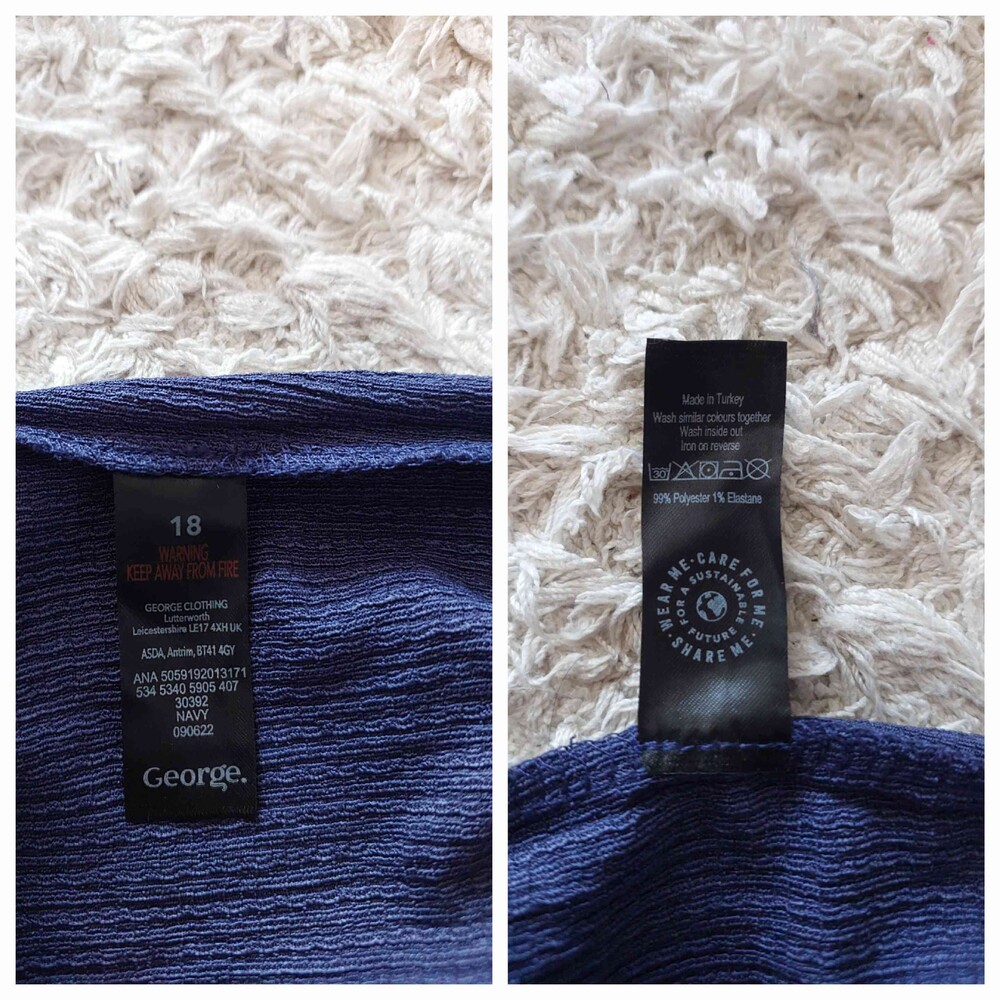 18
WARNING
KEEP AWAY FROM FIRE
GEORGE CLOTHING
Lutterworth
Leicestershire LE17 4XH UK
ASDA, Antrim, BT41 4GY
ANA 5059192013171
534 5340 5905 407
30392
NAVY
090622
George.
Made in Turkey
Wash similar colours together
Wash inside out
Iron on reverse
30
99% Polyester 1% Elastane
WEAR ME · CARE FOR ME · SHARE ME ·
FOR A SUSTAINABLE FUTURE